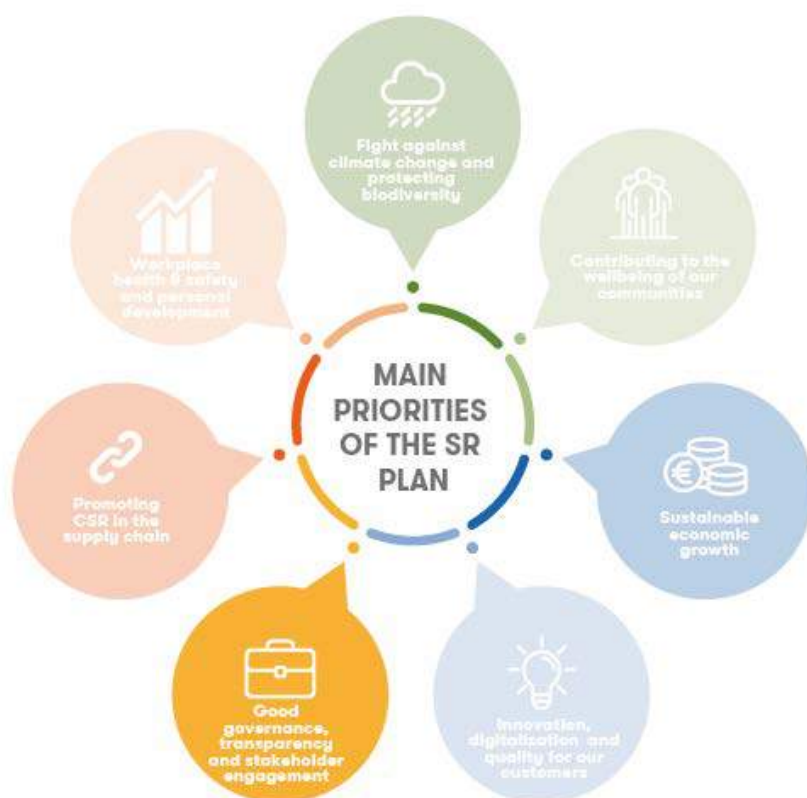 Fight against
climate change and
protecting
biodiversity
Contributing to the
wellbeing of our
communities
Sustainable
economic
growth
Innovation,
digitalization and
quality for our
customers
Good
governance,
transparency
and stakeholder
engagement
Promoting
CSR in the
supply chain
Workplace
health & safety
and personal
development
MAIN
PRIORITIES
OF THE SR
PLAN